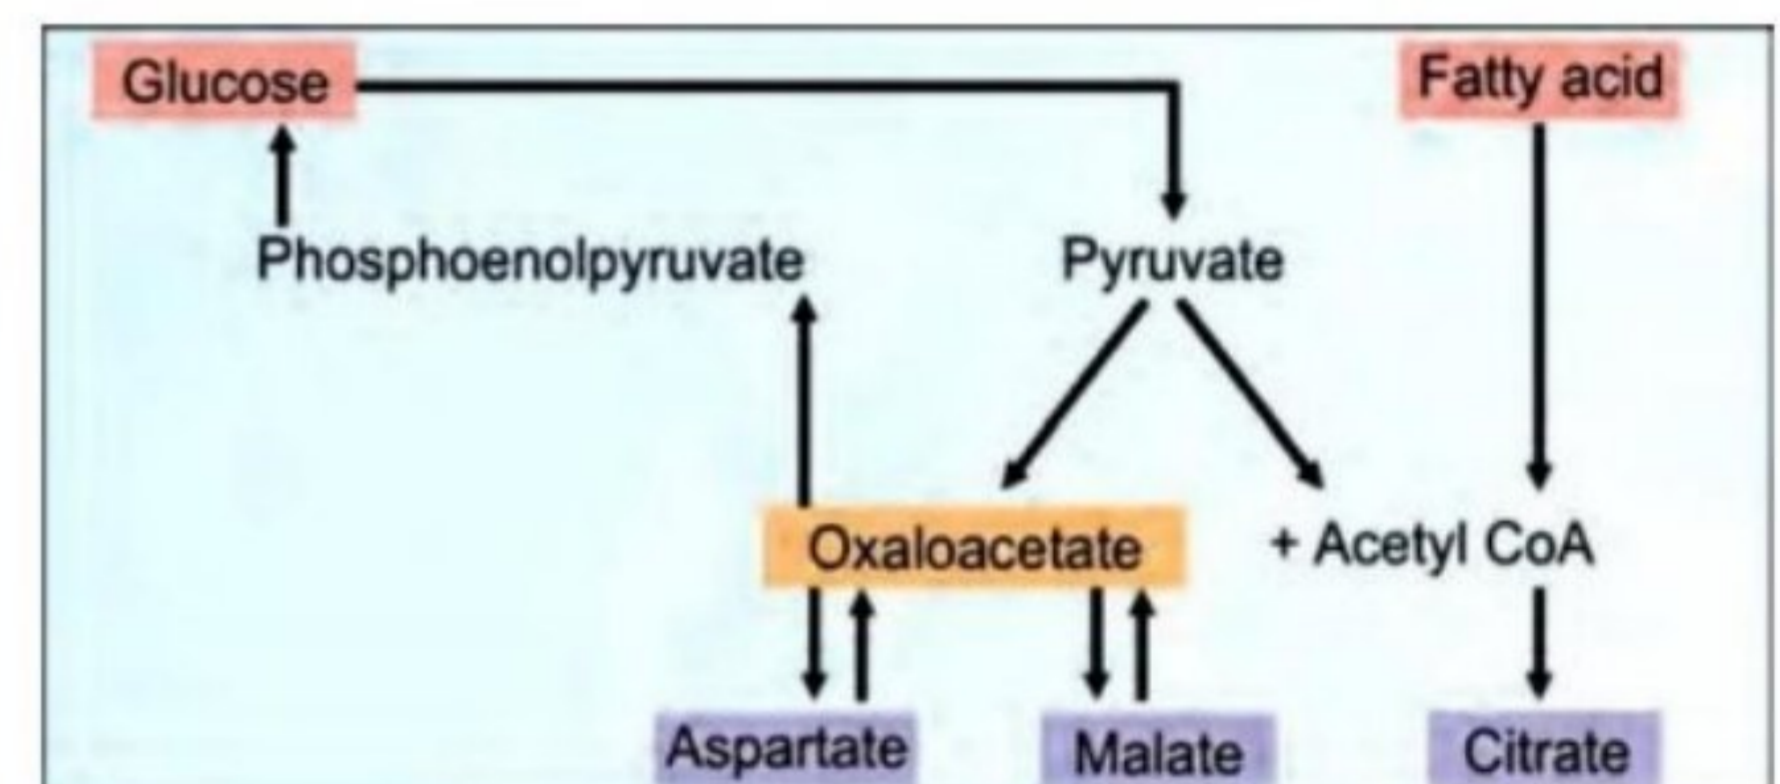 Glucose
Fatty acid
Phosphoenolpyruvate
Pyruvate
Oxaloacetate
+ Acetyl CoA
Aspartate
Malate
Citrate